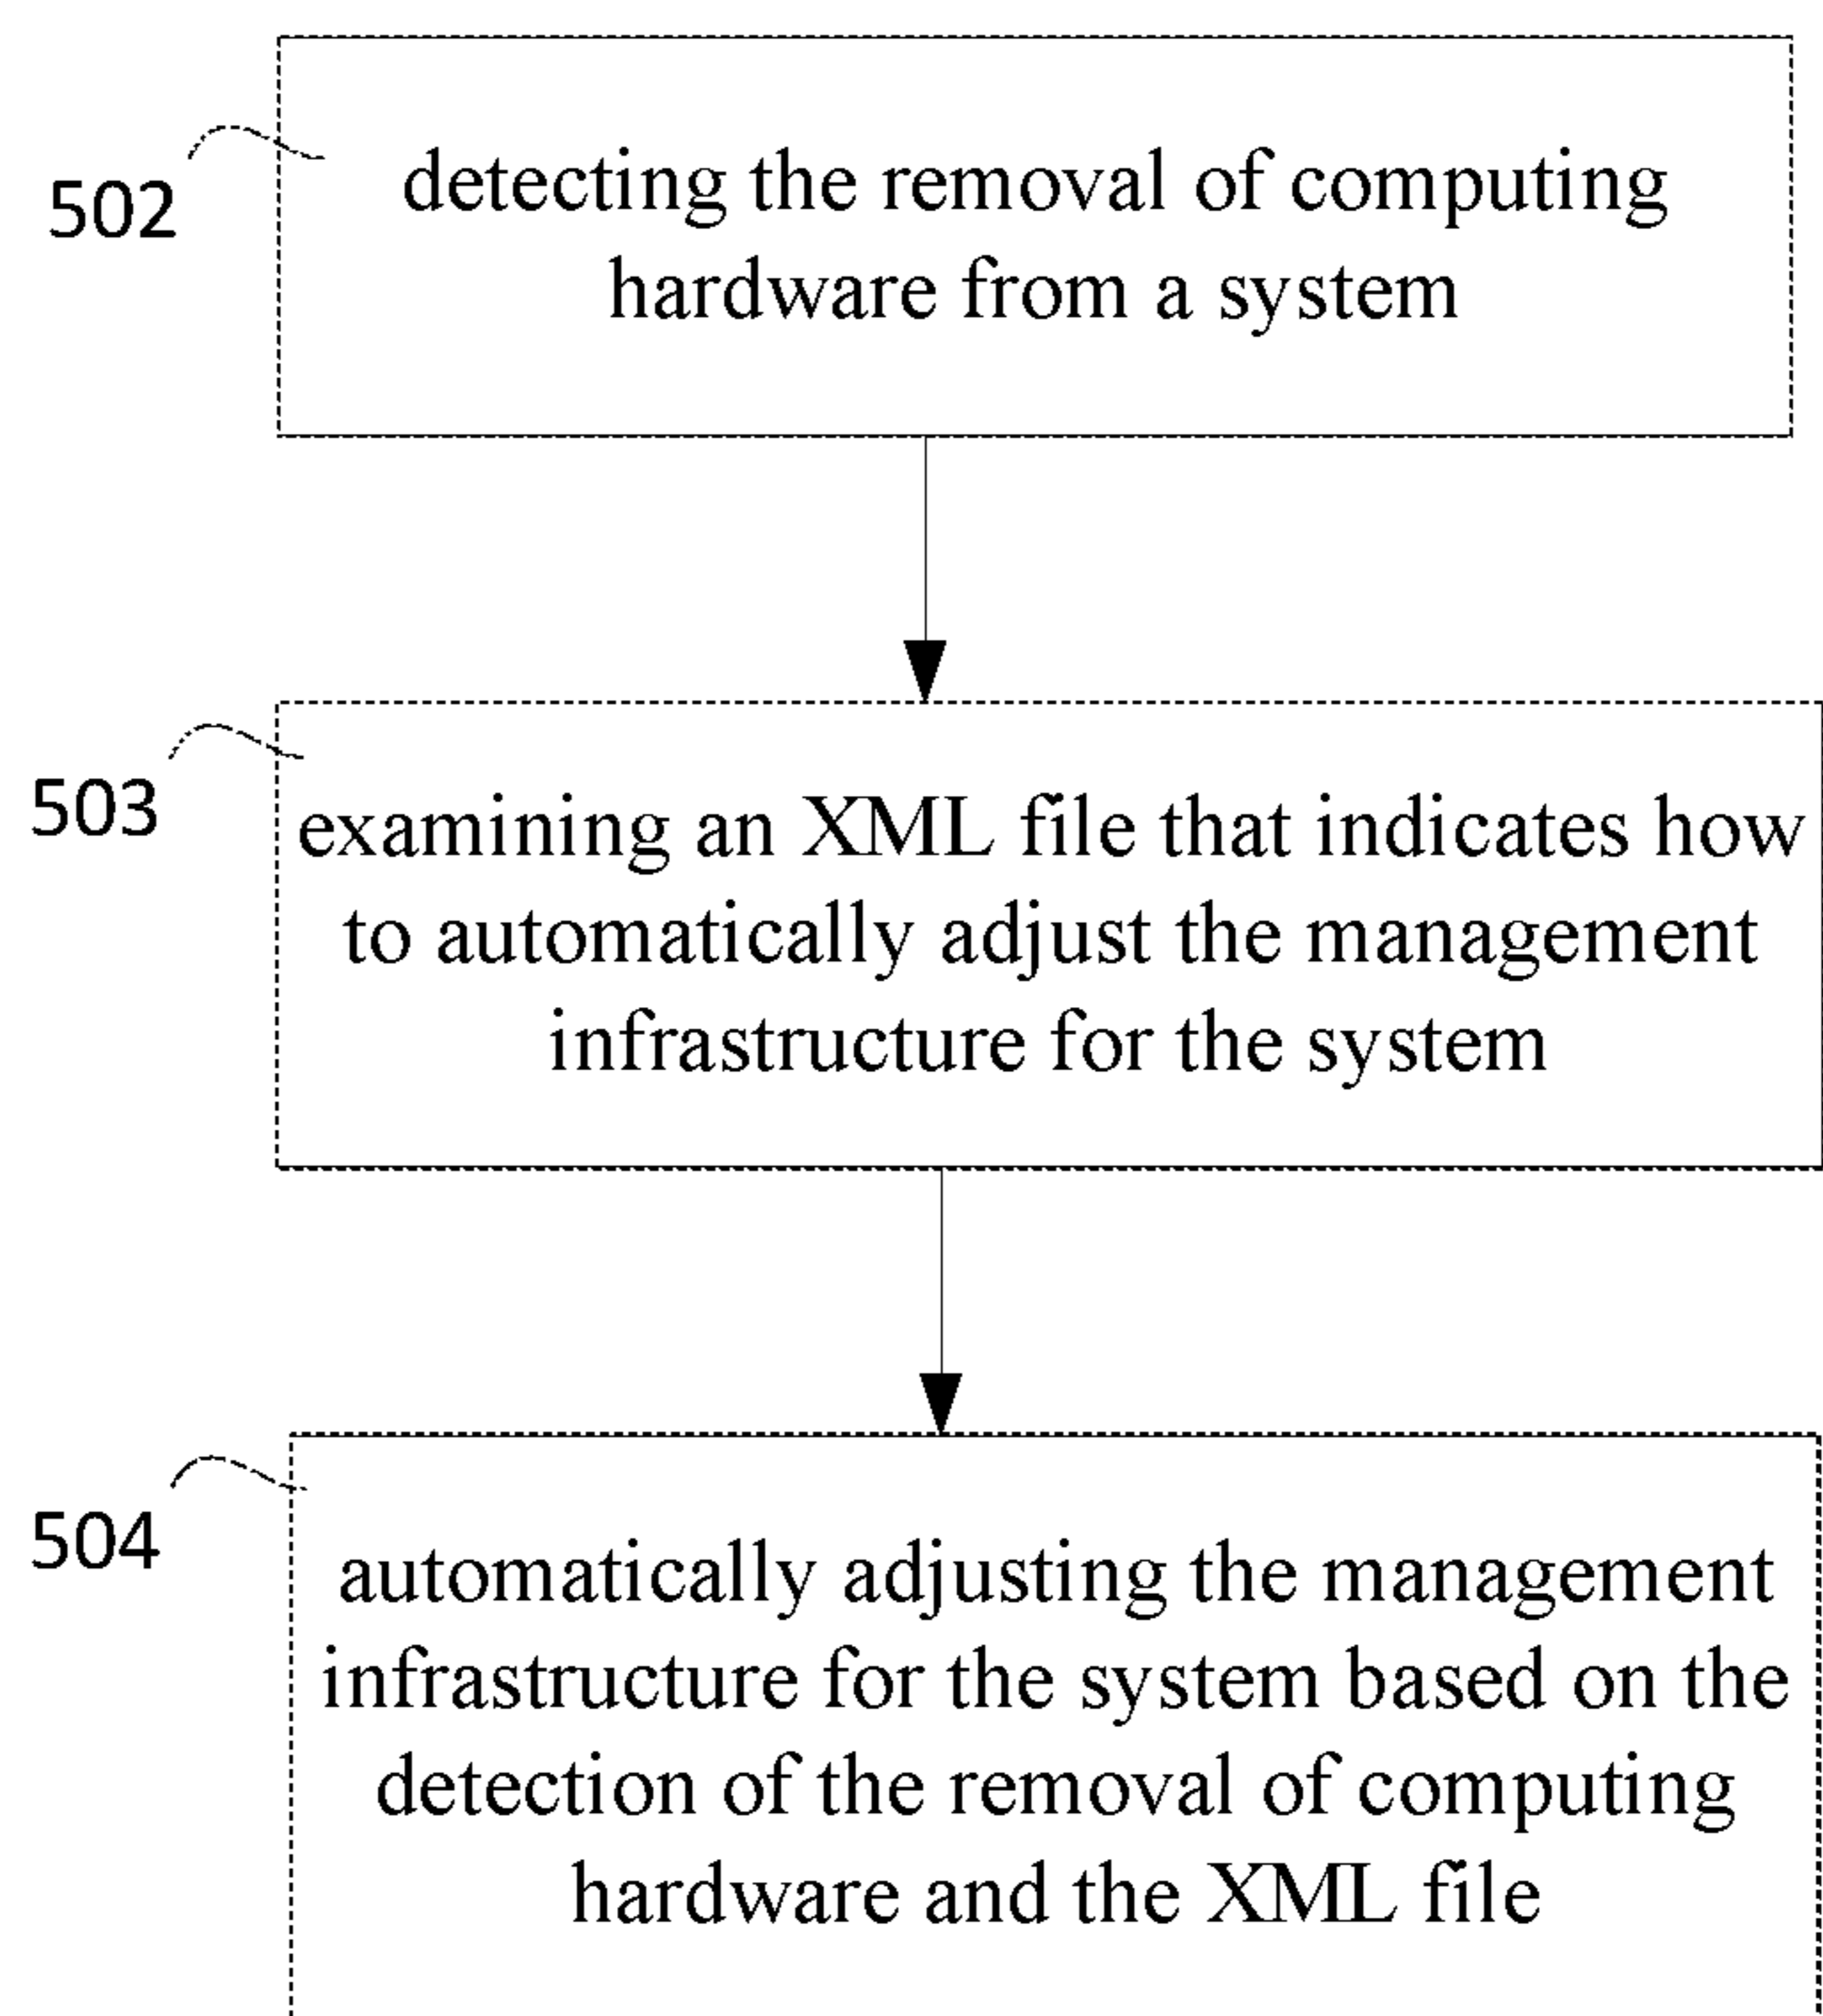 502
detecting the removal of computing
hardware from a system
503
examining an XML file that indicates how
to automatically adjust the management
infrastructure for the system
504
automatically adjusting the management
infrastructure for the system based on the
detection of the removal of computing
hardware and the XML file